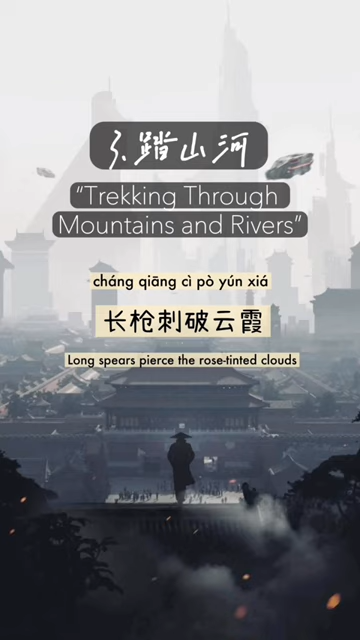 3、踏山河
“Trekking Through
Mountains and Rivers”
cháng qiāng cì pò yún xiá
长枪刺破云霞
Long spears pierce the rose-tinted clouds